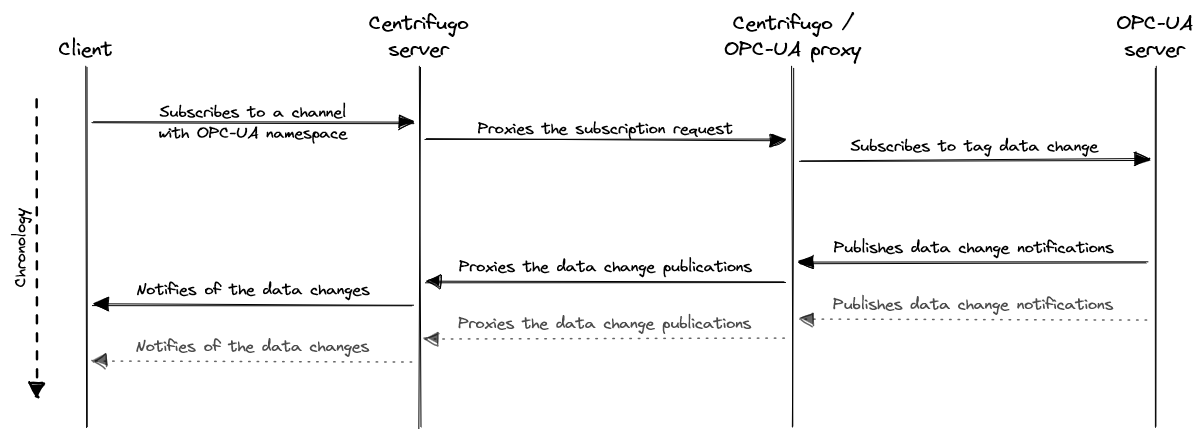 Client
Centrifugo
server
Centrifugo /
OPC-UA proxy
OPC-UA
server
Chronology
Subscribes to a channel
with OPC-UA namespace
Proxies the subscription request
Subscribes to tag data change
Publishes data change notifications
Proxies the data change publications
Notifies of the data changes
Publishes data change notifications
Proxies the data change publications
Notifies of the data changes